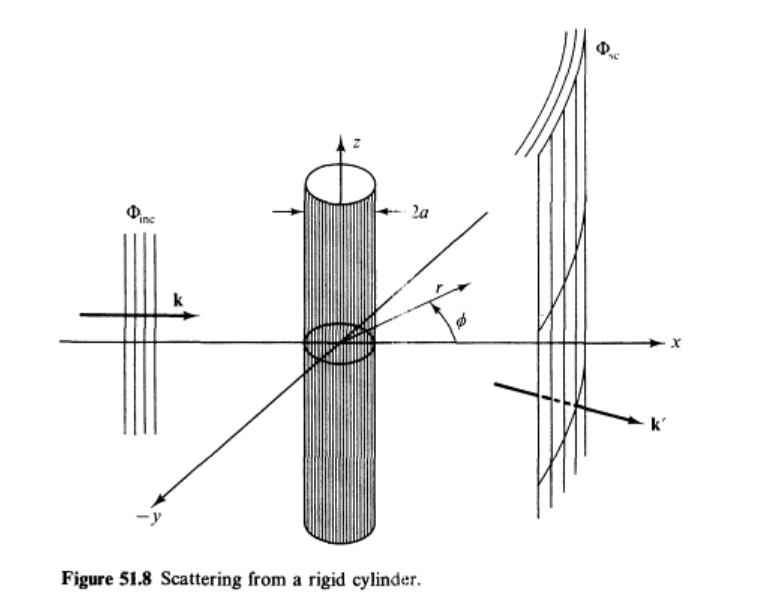 Φsc
z
Φinc
2a
k
r
ϕ
x
k′
−y
Figure 51.8 Scattering from a rigid cylinder.